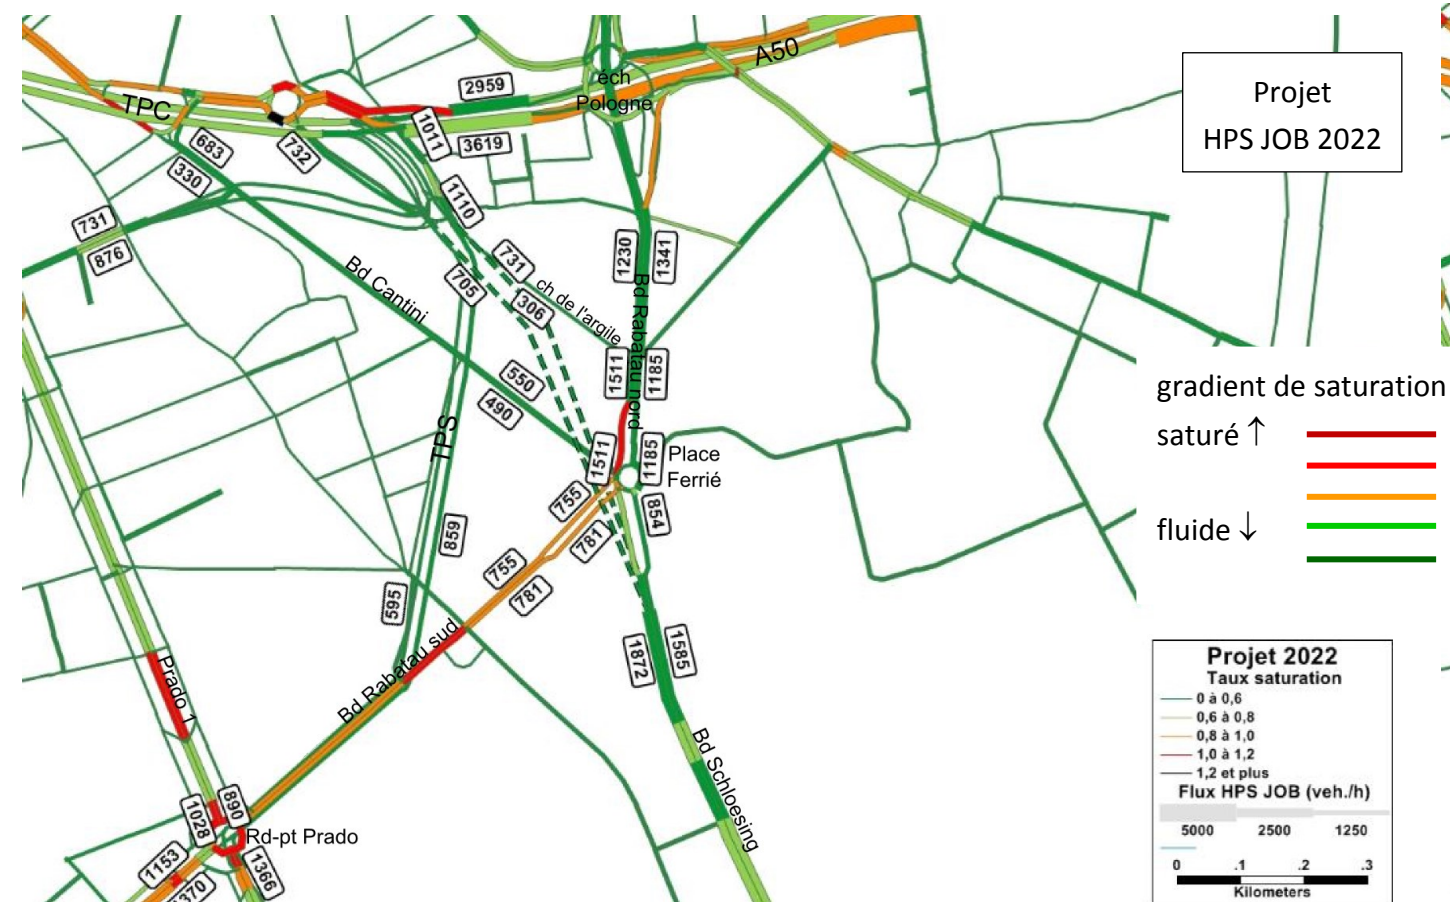 A50
éch
Pologne
2959
TPC
1011
3619
683
732
330
1110
731
876
731
1230
1341
705
306
ch de l'argile
Bd Cantini
Bd Rabatau nord
1511
1185
550
490
TPS
1511
1185
Place
Ferrié
755
854
781
859
755
781
595
Bd Rabatau sud
1872
1585
Prado 1
Bd Schloesing
890
1028
Rd-pt Prado
1153
1366
370
Projet
HPS JOB 2022
gradient de saturation
saturé ↑
fluide ↓
Projet 2022
Taux saturation
0 à 0,6
0,6 à 0,8
0,8 à 1,0
1,0 à 1,2
1,2 et plus
Flux HPS JOB (veh./h)
5000 2500 1250
0 .1 .2 .3
Kilometers